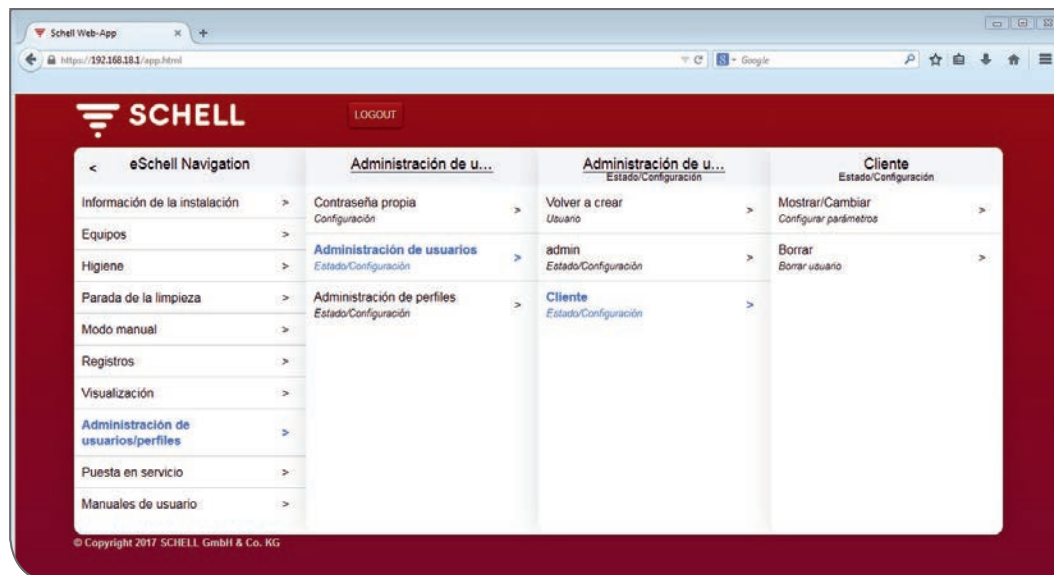 Schell Web-App
https://192.168.18.1/app.html
Google
SCHELL
LOGOUT
eSchell Navigation
Información de la instalación
Equipos
Higiene
Parada de la limpieza
Modo manual
Registros
Visualización
Administración de
usuarios/perfiles
Puesta en servicio
Manuales de usuario
Administración de u...
Contraseña propia
Configuración
Administración de usuarios
Estado/Configuración
Administración de perfiles
Estado/Configuración
Administración de u...
Estado/Configuración
Volver a crear
Usuario
admin
Estado/Configuración
Cliente
Estado/Configuración
Cliente
Estado/Configuración
Mostrar/Cambiar
Configurar parámetros
Borrar
Borrar usuario
© Copyright 2017 SCHELL GmbH & Co. KG